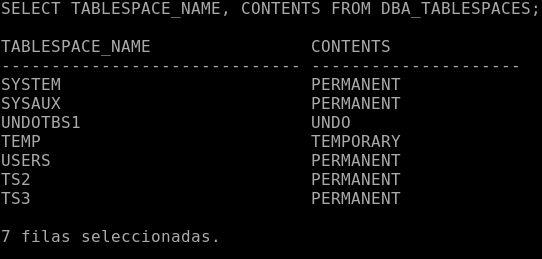 SELECT TABLESPACE_NAME, CONTENTS FROM DBA_TABLESPACES;
TABLESPACE_NAME                CONTENTS
------------------------------ ---------------------
SYSTEM                         PERMANENT
SYSAUX                         PERMANENT
UNDOTBS1                       UNDO
TEMP                           TEMPORARY
USERS                          PERMANENT
TS2                            PERMANENT
TS3                            PERMANENT
7 filas seleccionadas.